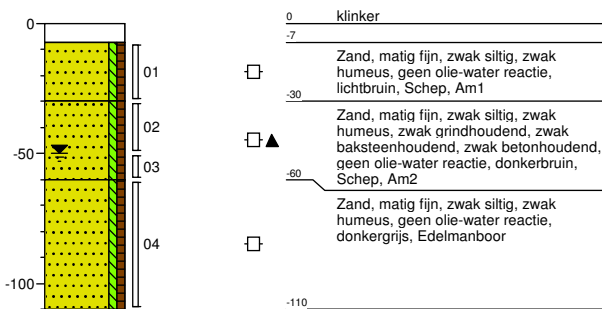 0
-50
-100
01
02
03
04
0
klinker
-7
Zand, matig fijn, zwak siltig, zwak
humeus, geen olie-water reactie,
lichtbruin, Schep, Am1
-30
Zand, matig fijn, zwak siltig, zwak
humeus, zwak grindhoudend, zwak
baksteenhoudend, zwak betonhoudend,
geen olie-water reactie, donkerbruin,
Schep, Am2
-60
Zand, matig fijn, zwak siltig, zwak
humeus, geen olie-water reactie,
donkergrijs, Edelmanboor
-110